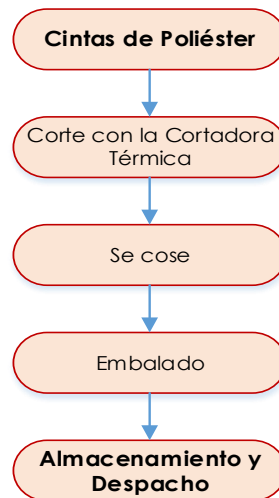 Cintas de Poliéster
Corte con la Cortadora
Térmica
Se cose
Embalado
Almacenamiento y
Despacho